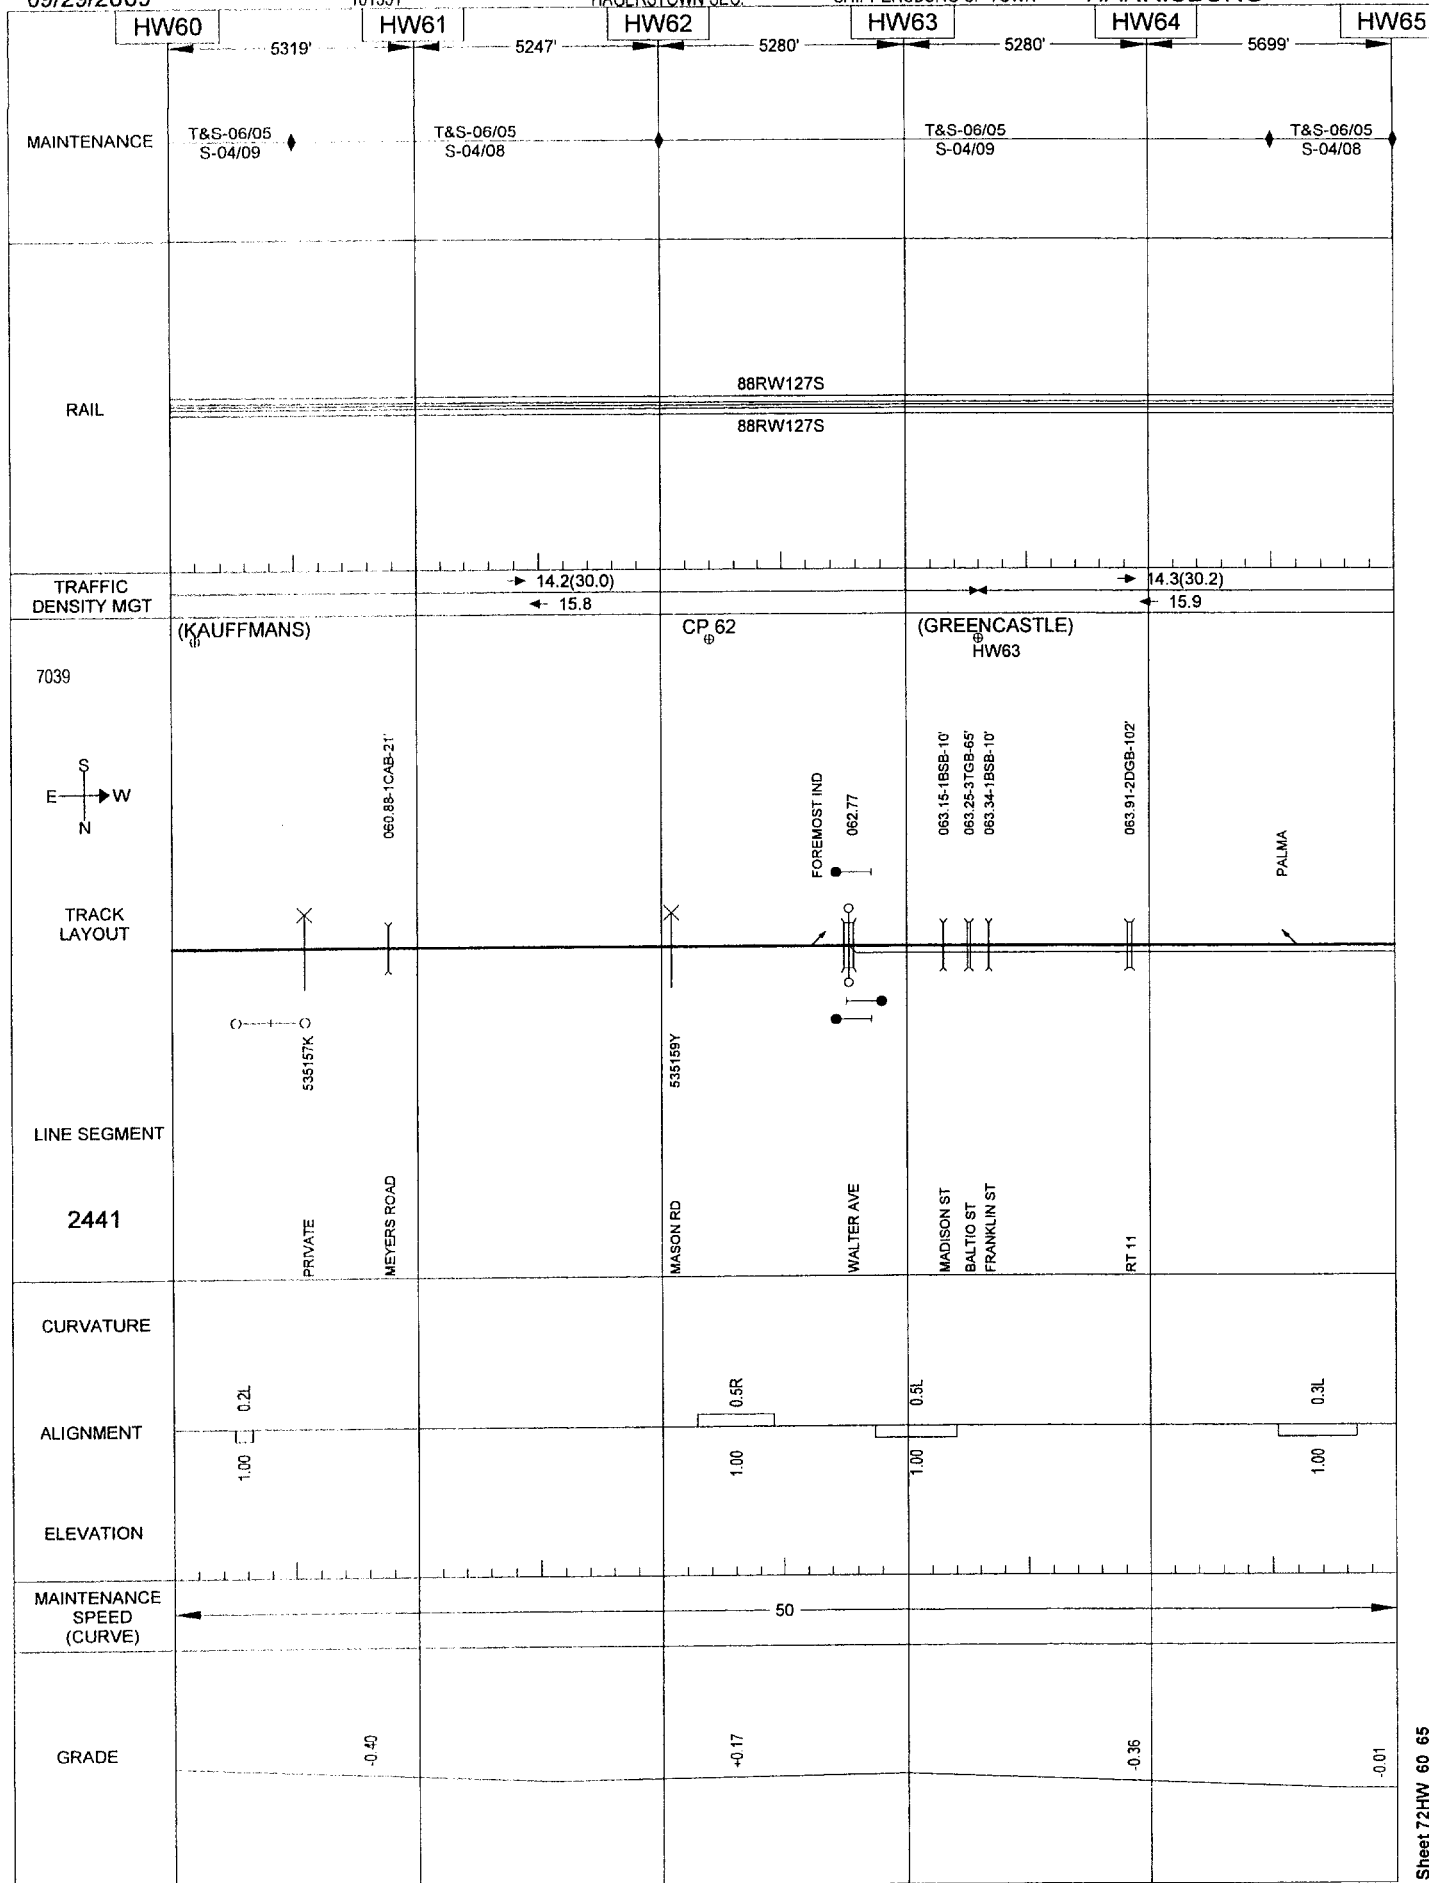 09/29/2009
HAGERSTOWN SEC.
HW60 HW61 HW62 HW63 HW64 HW65
5319' 5247' 5280' 5280' 5699'
MAINTENANCE
T&S-06/05
S-04/09
T&S-06/05
S-04/08
T&S-06/05
S-04/09
T&S-06/05
S-04/08
RAIL
88RW127S
88RW127S
TRAFFIC
DENSITY MGT
14.2(30.0)
15.8
14.3(30.2)
15.9
(KAUFFMANS)
CP 62
(GREENCASTLE)
HW63
7039
S
E W
N
060.88-1CAB-21'
FOREMOST IND
062.77
063.15-1BSB-10'
063.25-3TGB-65'
063.34-1BSB-10'
063.91-2DGB-102'
PALMA
TRACK
LAYOUT
535157K
535159Y
LINE SEGMENT
2441
PRIVATE
MEYERS ROAD
MASON RD
WALTER AVE
MADISON ST
BALTIO ST
FRANKLIN ST
RT 11
CURVATURE
0.2L
0.5R
0.5L
0.3L
ALIGNMENT
1.00
1.00
1.00
1.00
ELEVATION
MAINTENANCE
SPEED
(CURVE)
50
GRADE
-0.40
+0.17
-0.36
-0.01
Sheet 72HW 60 65